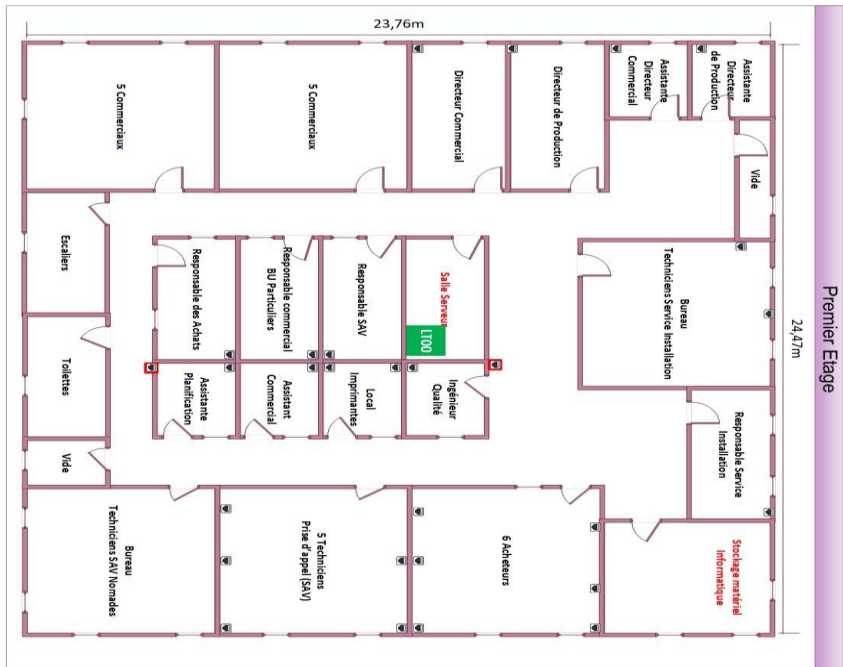 Premier Etage
23,76m
24,47m
5 Commerciaux
5 Commerciaux
Directeur Commercial
Directeur de Production
Assistante
Directeur
Commercial
Assistante
Directeur
de Production
Vide
Escaliers
Responsable des Achats
Responsable commercial
BU Particuliers
Responsable SAV
Salle Serveur
LT00
Bureau
Techniciens Service Installation
Toilettes
Assistante
Planification
Assistant
Commercial
Local
Imprimantes
Ingénieur
Qualité
Responsable Service
Installation
Vide
Bureau
Techniciens SAV Nomades
5 Techniciens
Prise d'appel (SAV)
6 Acheteurs
Stockage matériel
Informatique